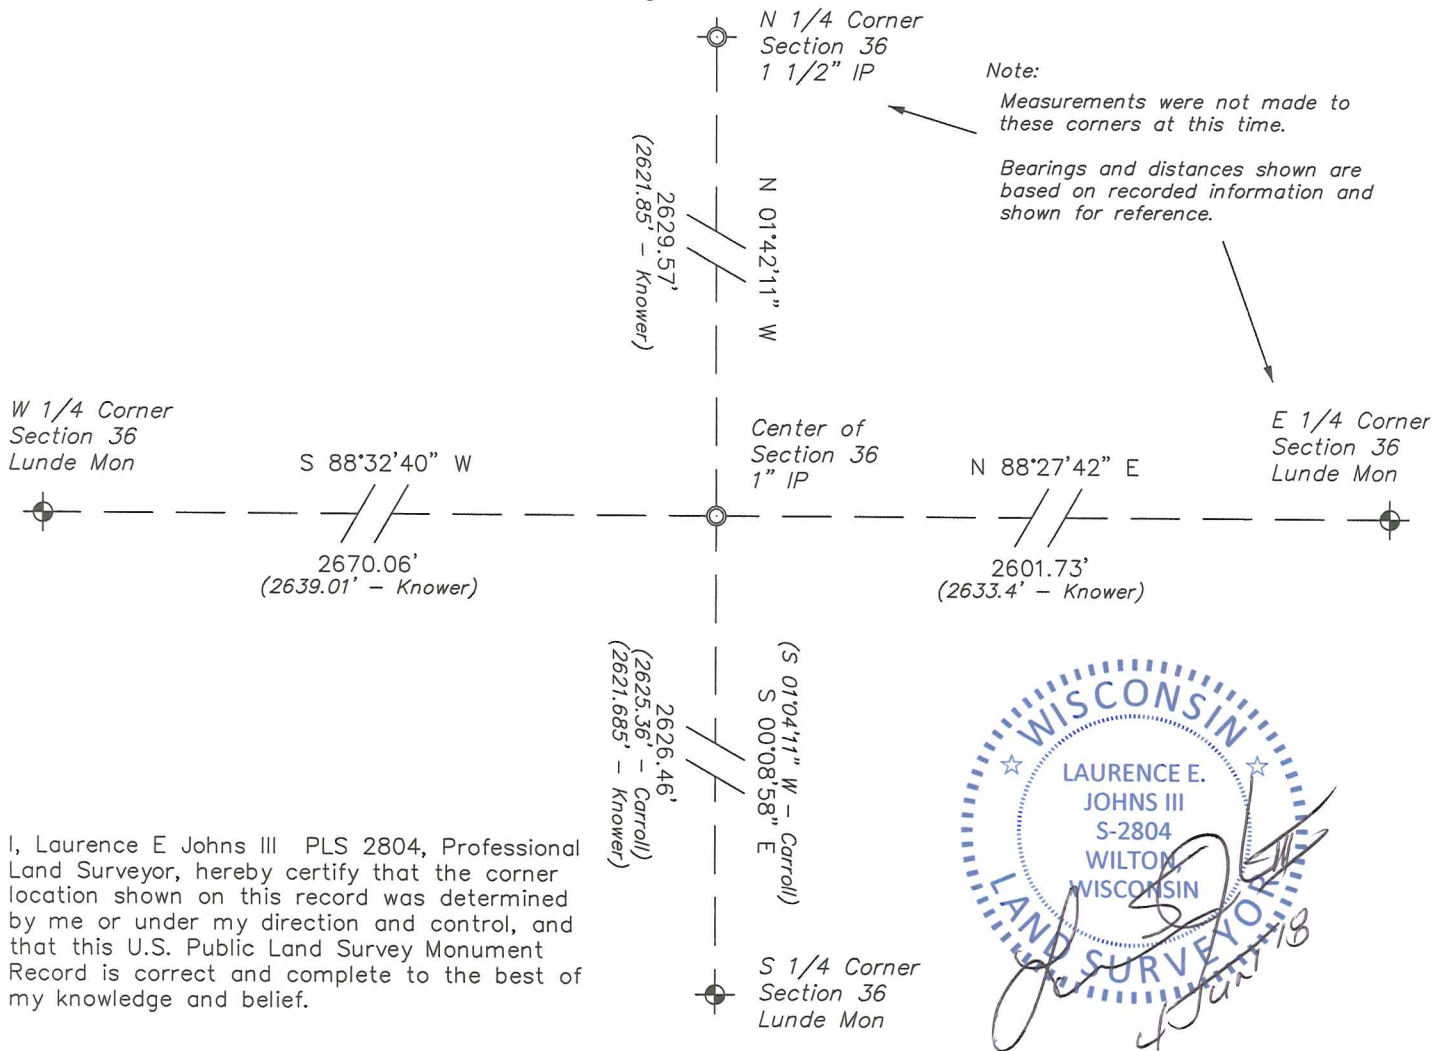 N 1/4 Corner
Section 36
1 1/2" IP
Note:
Measurements were not made to
these corners at this time.
Bearings and distances shown are
based on recorded information and
shown for reference.
N 01°42'11" W
2629.57'
(2621.85' - Knower)
W 1/4 Corner
Section 36
Lunde Mon
S 88°32'40" W
2670.06'
(2639.01' - Knower)
Center of
Section 36
1" IP
N 88°27'42" E
2601.73'
(2633.4' - Knower)
E 1/4 Corner
Section 36
Lunde Mon
(S 01°04'11" W - Carroll)
S 00°08'58" E
2626.46'
(2625.36' - Carroll)
(2621.685' - Knower)
I, Laurence E Johns III PLS 2804, Professional
Land Surveyor, hereby certify that the corner
location shown on this record was determined
by me or under my direction and control, and
that this U.S. Public Land Survey Monument
Record is correct and complete to the best of
my knowledge and belief.
S 1/4 Corner
Section 36
Lunde Mon
WISCONSIN
LAURENCE E.
JOHNS III
S-2804
WILTON,
WISCONSIN
LAND SURVEYOR